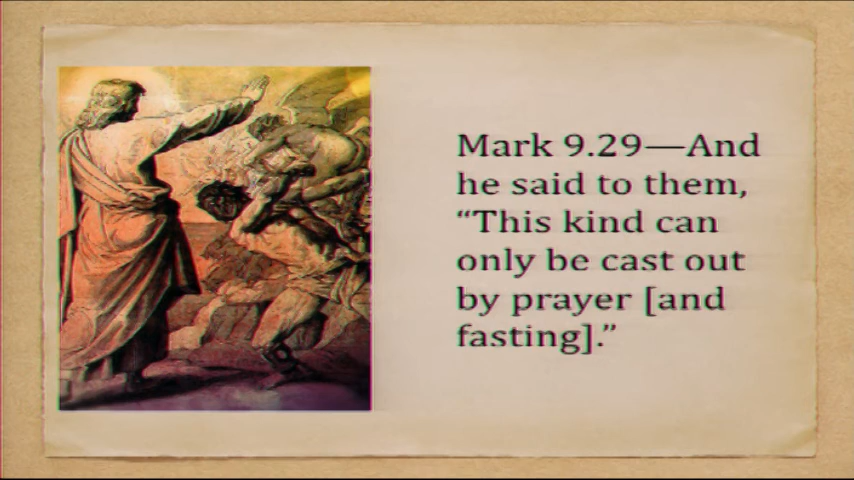 Mark 9.29—And
he said to them,
“This kind can
only be cast out
by prayer [and
fasting].”